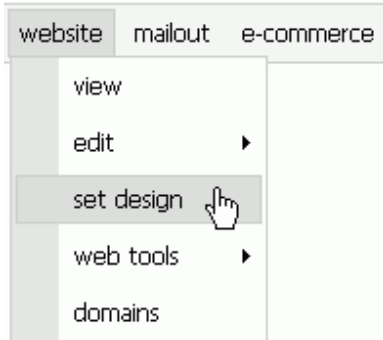 website mailout e-commerce
view
edit
set design
web tools
domains